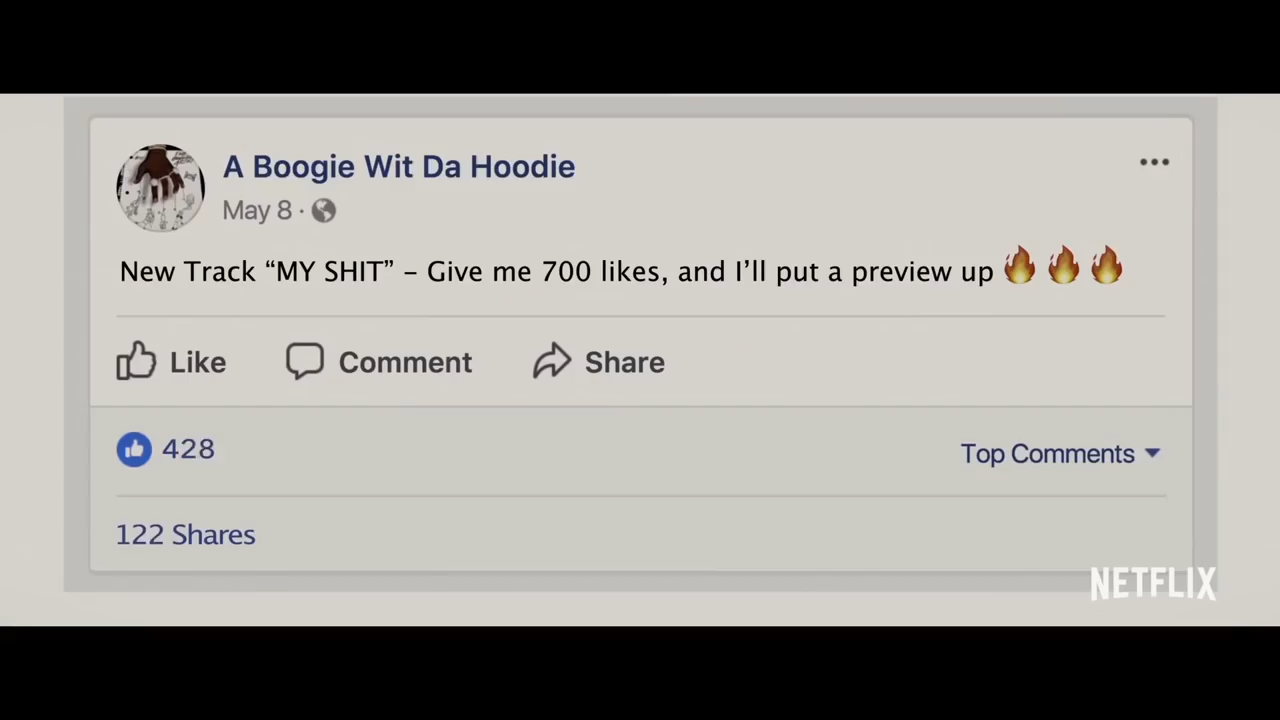 A Boogie Wit Da Hoodie
May 8 ·
New Track “MY SHIT” – Give me 700 likes, and I’ll put a preview up 🔥🔥🔥
Like Comment Share
428 Top Comments
122 Shares
NETFLIX